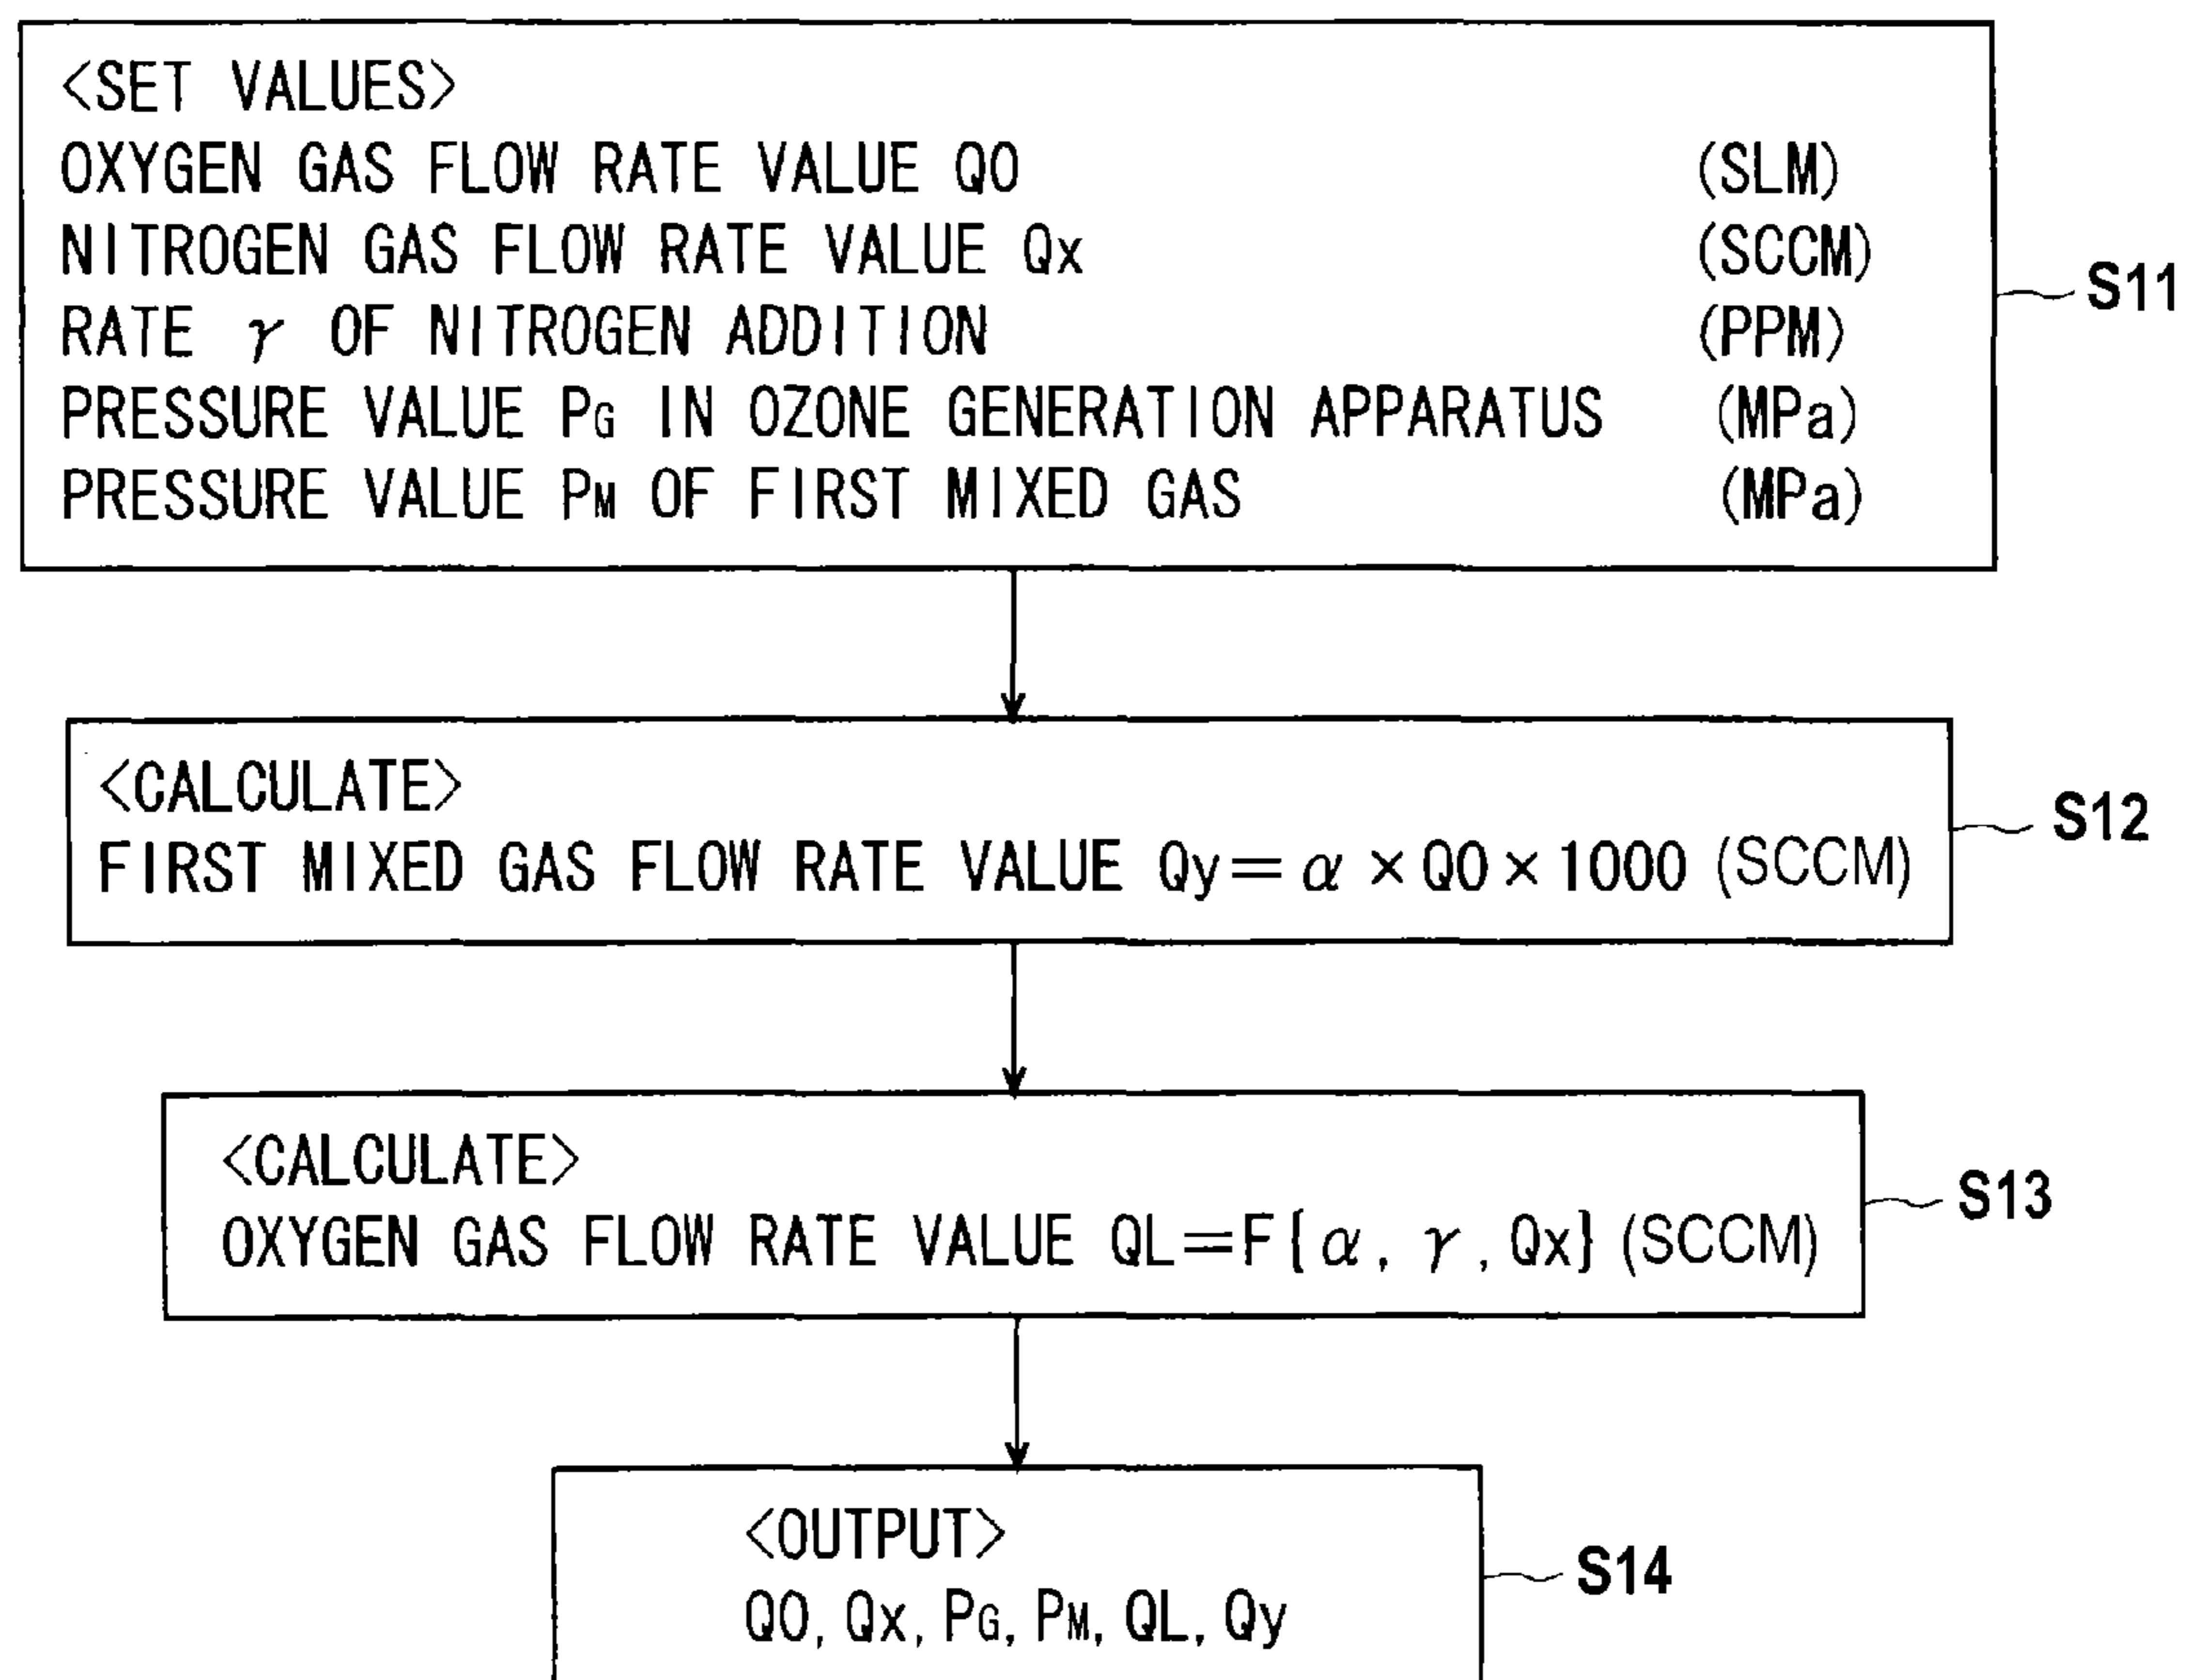 <SET VALUES>
OXYGEN GAS FLOW RATE VALUE Q0 (SLM)
NITROGEN GAS FLOW RATE VALUE Qx (SCCM)
RATE γ OF NITROGEN ADDITION (PPM)
PRESSURE VALUE PG IN OZONE GENERATION APPARATUS (MPa)
PRESSURE VALUE PM OF FIRST MIXED GAS (MPa)
S11
<CALCULATE>
FIRST MIXED GAS FLOW RATE VALUE Qy=α×Q0×1000 (SCCM)
S12
<CALCULATE>
OXYGEN GAS FLOW RATE VALUE QL=F{α, γ, Qx} (SCCM)
S13
<OUTPUT>
Q0, Qx, PG, PM, QL, Qy
S14